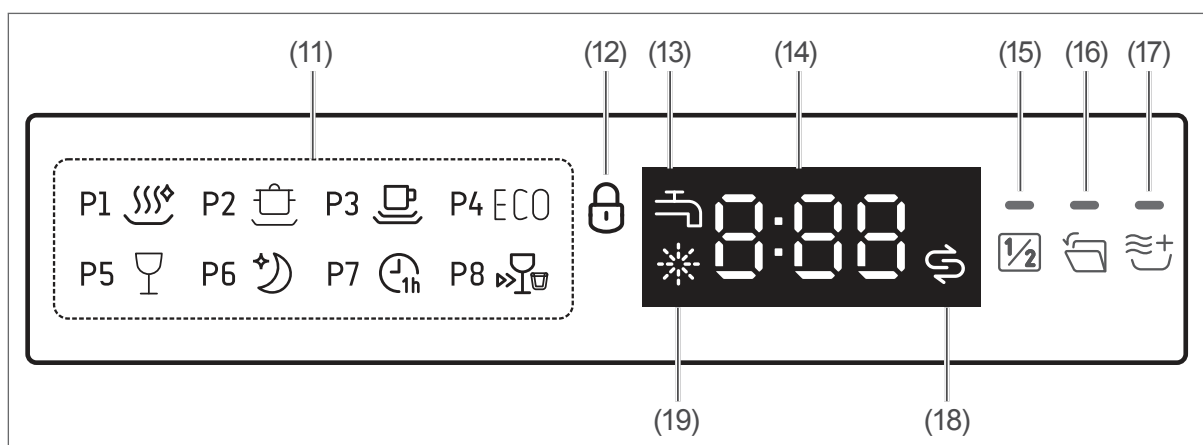 (11) (12) (13) (14) (15) (16) (17)
P1 P2 P3 P4 ECO
8:88
1/2
P5 P6 P7 1h P8
(19) (18)